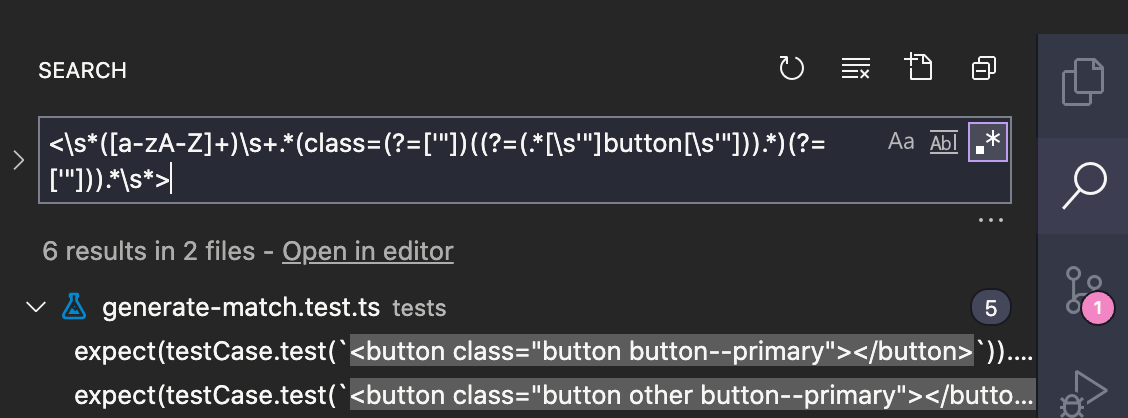 SEARCH
<\s*([a-zA-Z]+)\s+.*(class=(?=['"])((?=(.*[\s'"]button[\s'"])).*)(?=
['"])).*\s*>
Aa
Abl
.*
...
6 results in 2 files - Open in editor
generate-match.test.ts tests
5
expect(testCase.test(`<button class="button button--primary"></button>`))....
expect(testCase.test(`<button class="button other button--primary"></butto...
1